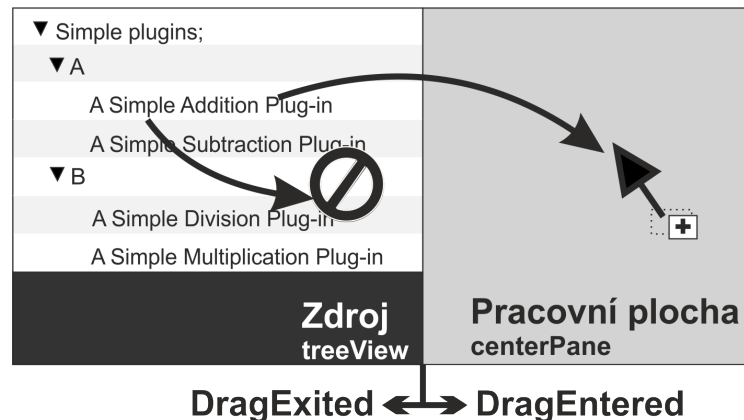 Simple plugins;
A
A Simple Addition Plug-in
A Simple Subtraction Plug-in
B
A Simple Division Plug-in
A Simple Multiplication Plug-in
Zdroj
treeView
Pracovní plocha
centerPane
DragExited
DragEntered